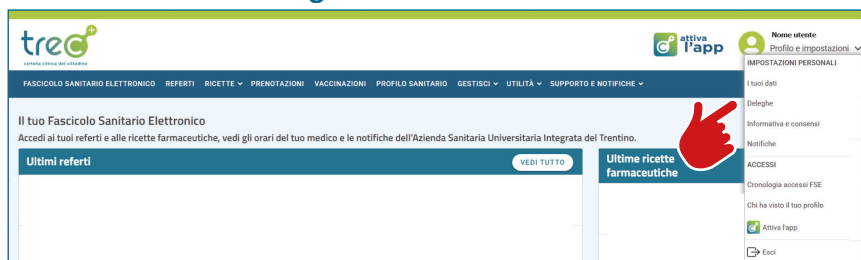 trec+
cartella clinica del cittadino
attiva
l'app
Nome utente
Profilo e impostazioni
FASCICOLO SANITARIO ELETTRONICO REFERTI RICETTE PRENOTAZIONI VACCINAZIONI PROFILO SANITARIO GESTISCI UTILITÀ SUPPORTO E NOTIFICHE
IMPOSTAZIONI PERSONALI
I tuoi dati
Deleghe
Informativa e consensi
Notifiche
ACCESSI
Cronologia accessi FSE
Chi ha visto il tuo profilo
Attiva l'app
Esci
Il tuo Fascicolo Sanitario Elettronico
Accedi ai tuoi referti e alle ricette farmaceutiche, vedi gli orari del tuo medico e le notifiche dell'Azienda Sanitaria Universitaria Integrata del Trentino.
Ultimi referti
VEDI TUTTO
Ultime ricette
farmaceutiche